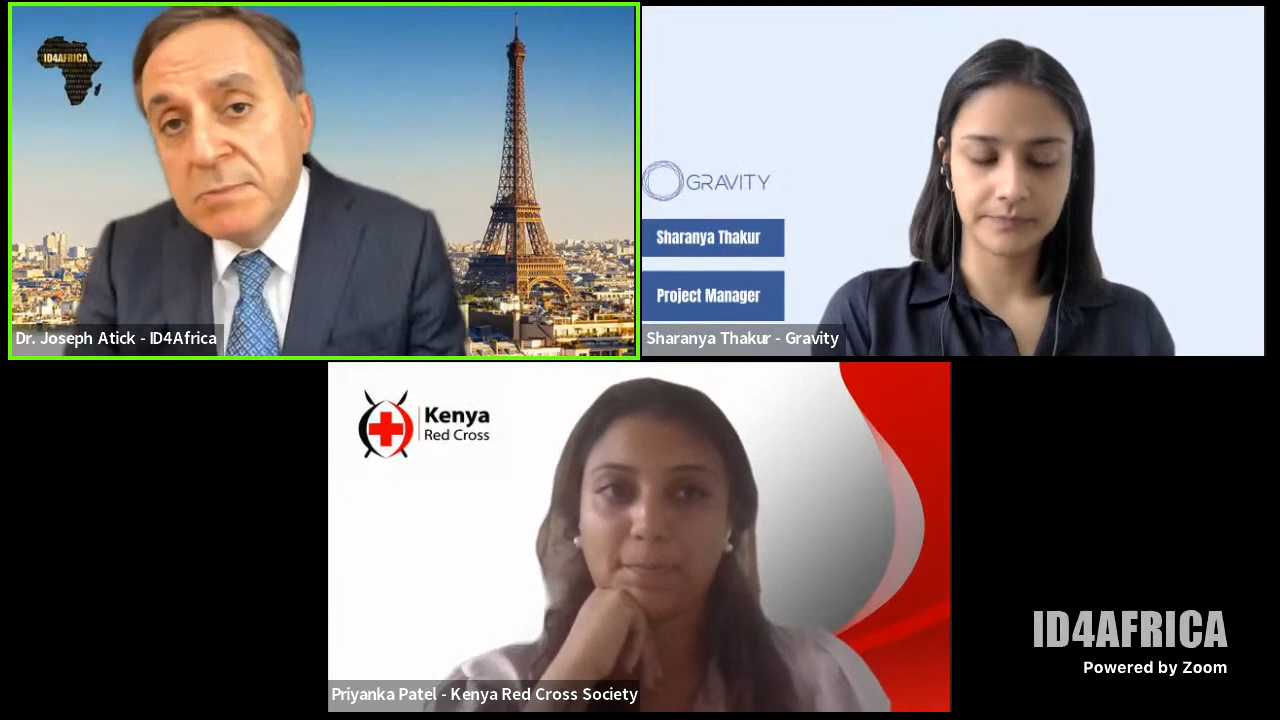 ID4AFRICA
Dr. Joseph Atick - ID4Africa
GRAVITY
Sharanya Thakur
Project Manager
Sharanya Thakur - Gravity
Kenya
Red Cross
Priyanka Patel - Kenya Red Cross Society
ID4AFRICA
Powered by Zoom